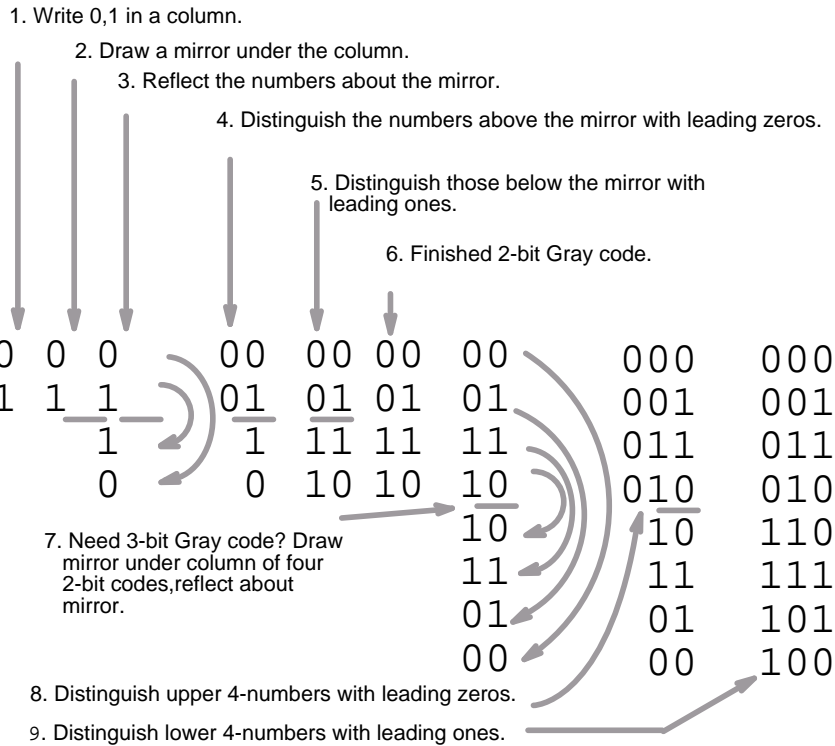 1. Write 0,1 in a column.
2. Draw a mirror under the column.
3. Reflect the numbers about the mirror.
4. Distinguish the numbers above the mirror with leading zeros.
5. Distinguish those below the mirror with
leading ones.
6. Finished 2-bit Gray code.
0 0 0 00 00 00 00 000 000
1 1 1 01 01 01 01 001 001
1 1 11 11 11 011 011
0 0 10 10 10 010 010
10 10 110
11 11 111
01 01 101
00 00 100
7. Need 3-bit Gray code? Draw
mirror under column of four
2-bit codes,reflect about
mirror.
8. Distinguish upper 4-numbers with leading zeros.
9. Distinguish lower 4-numbers with leading ones.